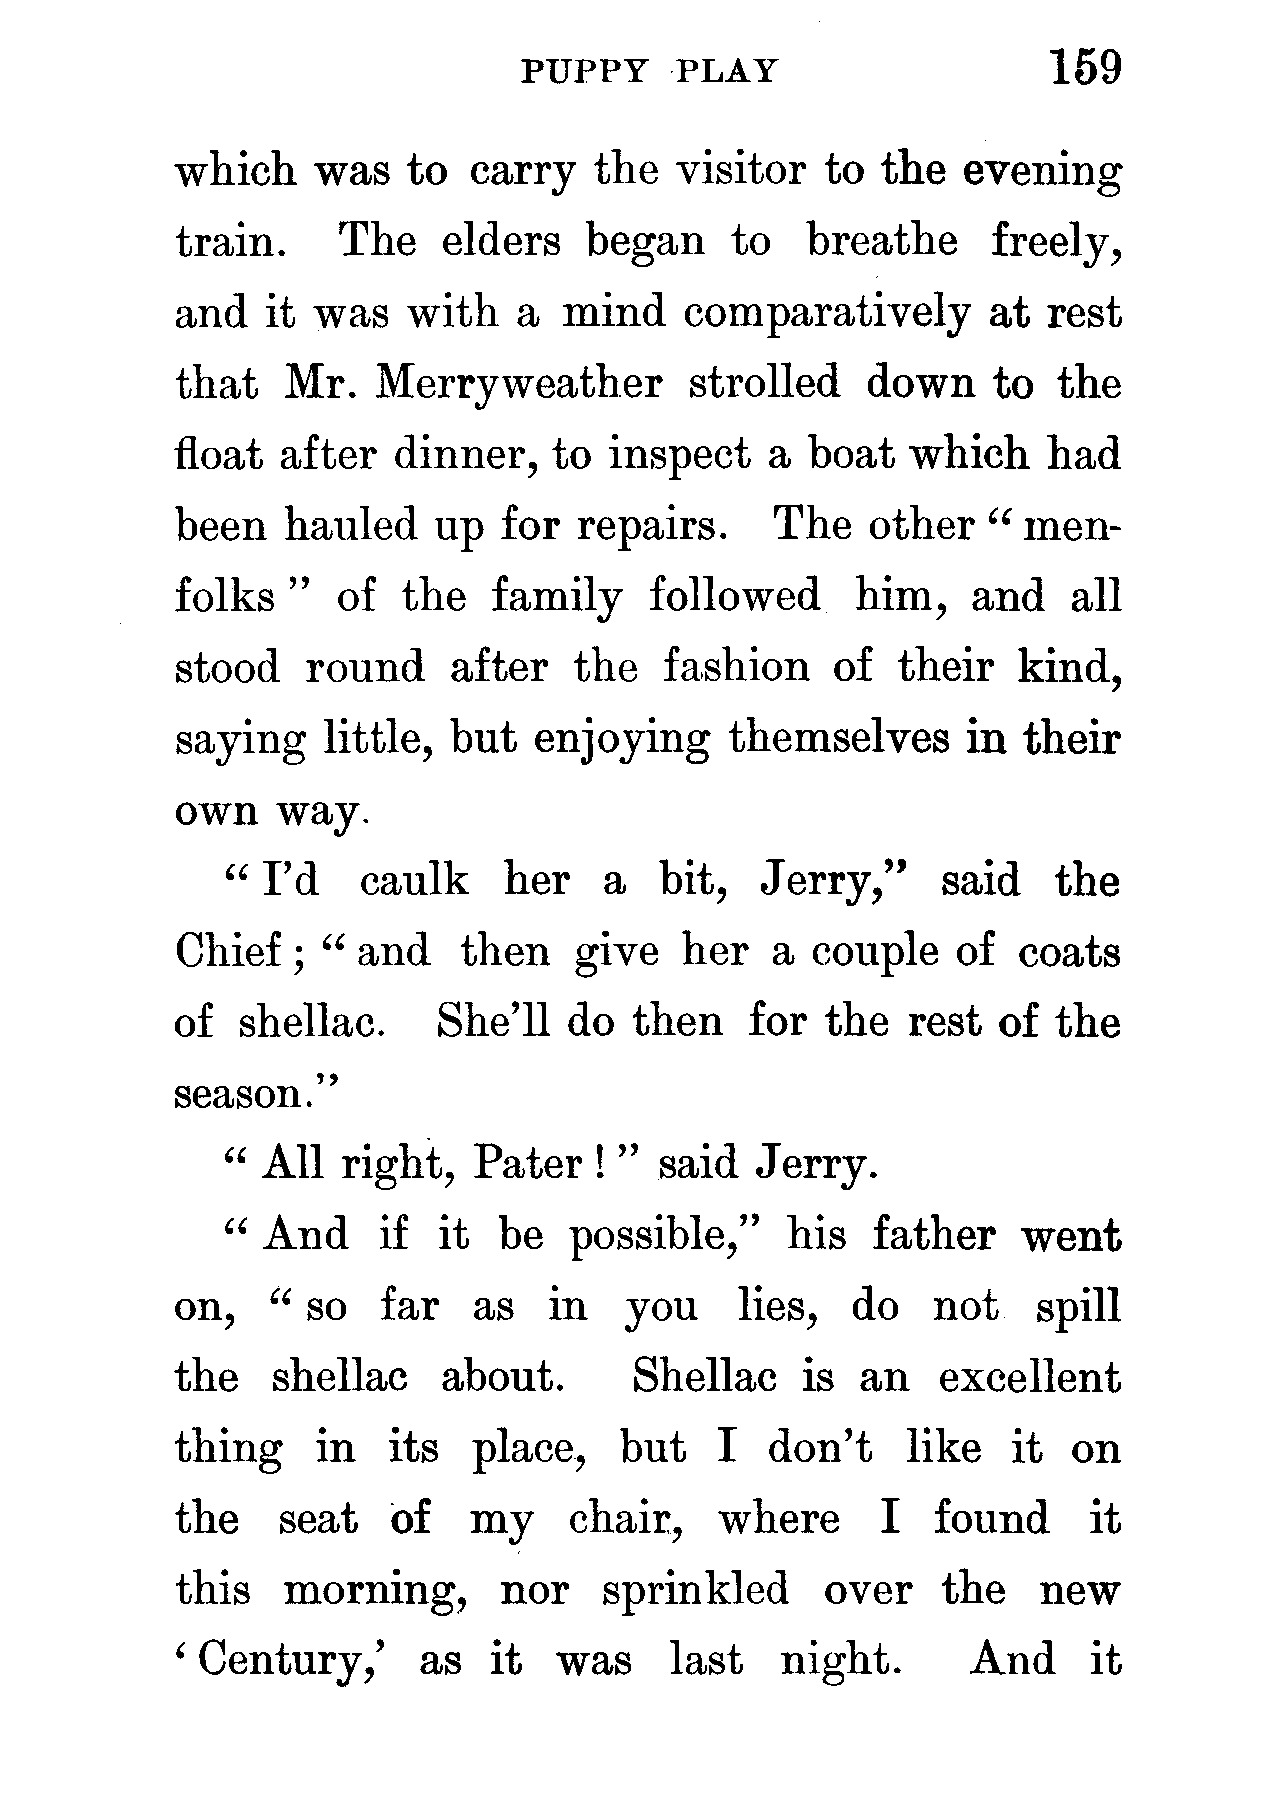 PUPPY PLAY 159
which was to carry the visitor to the evening
train. The elders began to breathe freely,
and it was with a mind comparatively at rest
that Mr. Merryweather strolled down to the
float after dinner, to inspect a boat which had
been hauled up for repairs. The other “ men-
folks ” of the family followed him, and all
stood round after the fashion of their kind,
saying little, but enjoying themselves in their
own way.
“ I’d caulk her a bit, Jerry,” said the
Chief ; “ and then give her a couple of coats
of shellac. She’ll do then for the rest of the
season.”
“ All right, Pater ! ” said Jerry.
“ And if it be possible,” his father went
on, “ so far as in you lies, do not spill
the shellac about. Shellac is an excellent
thing in its place, but I don’t like it on
the seat of my chair, where I found it
this morning, nor sprinkled over the new
‘ Century,’ as it was last night. And it